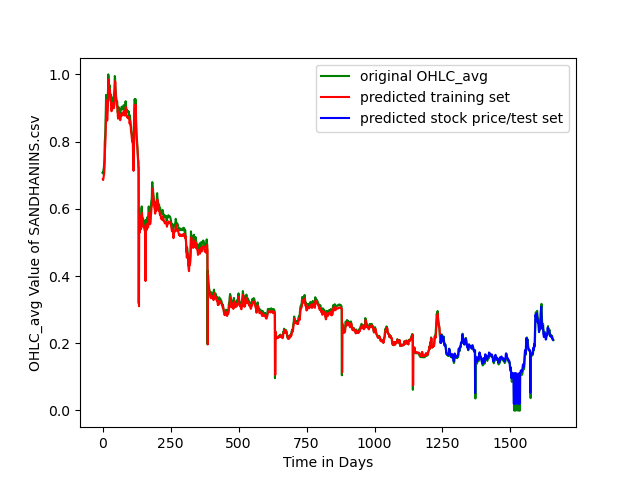 original OHLC_avg
predicted training set
predicted stock price/test set
OHLC_avg Value of SANDHANINS.csv
1.0
0.8
0.6
0.4
0.2
0.0
0 250 500 750 1000 1250 1500
Time in Days